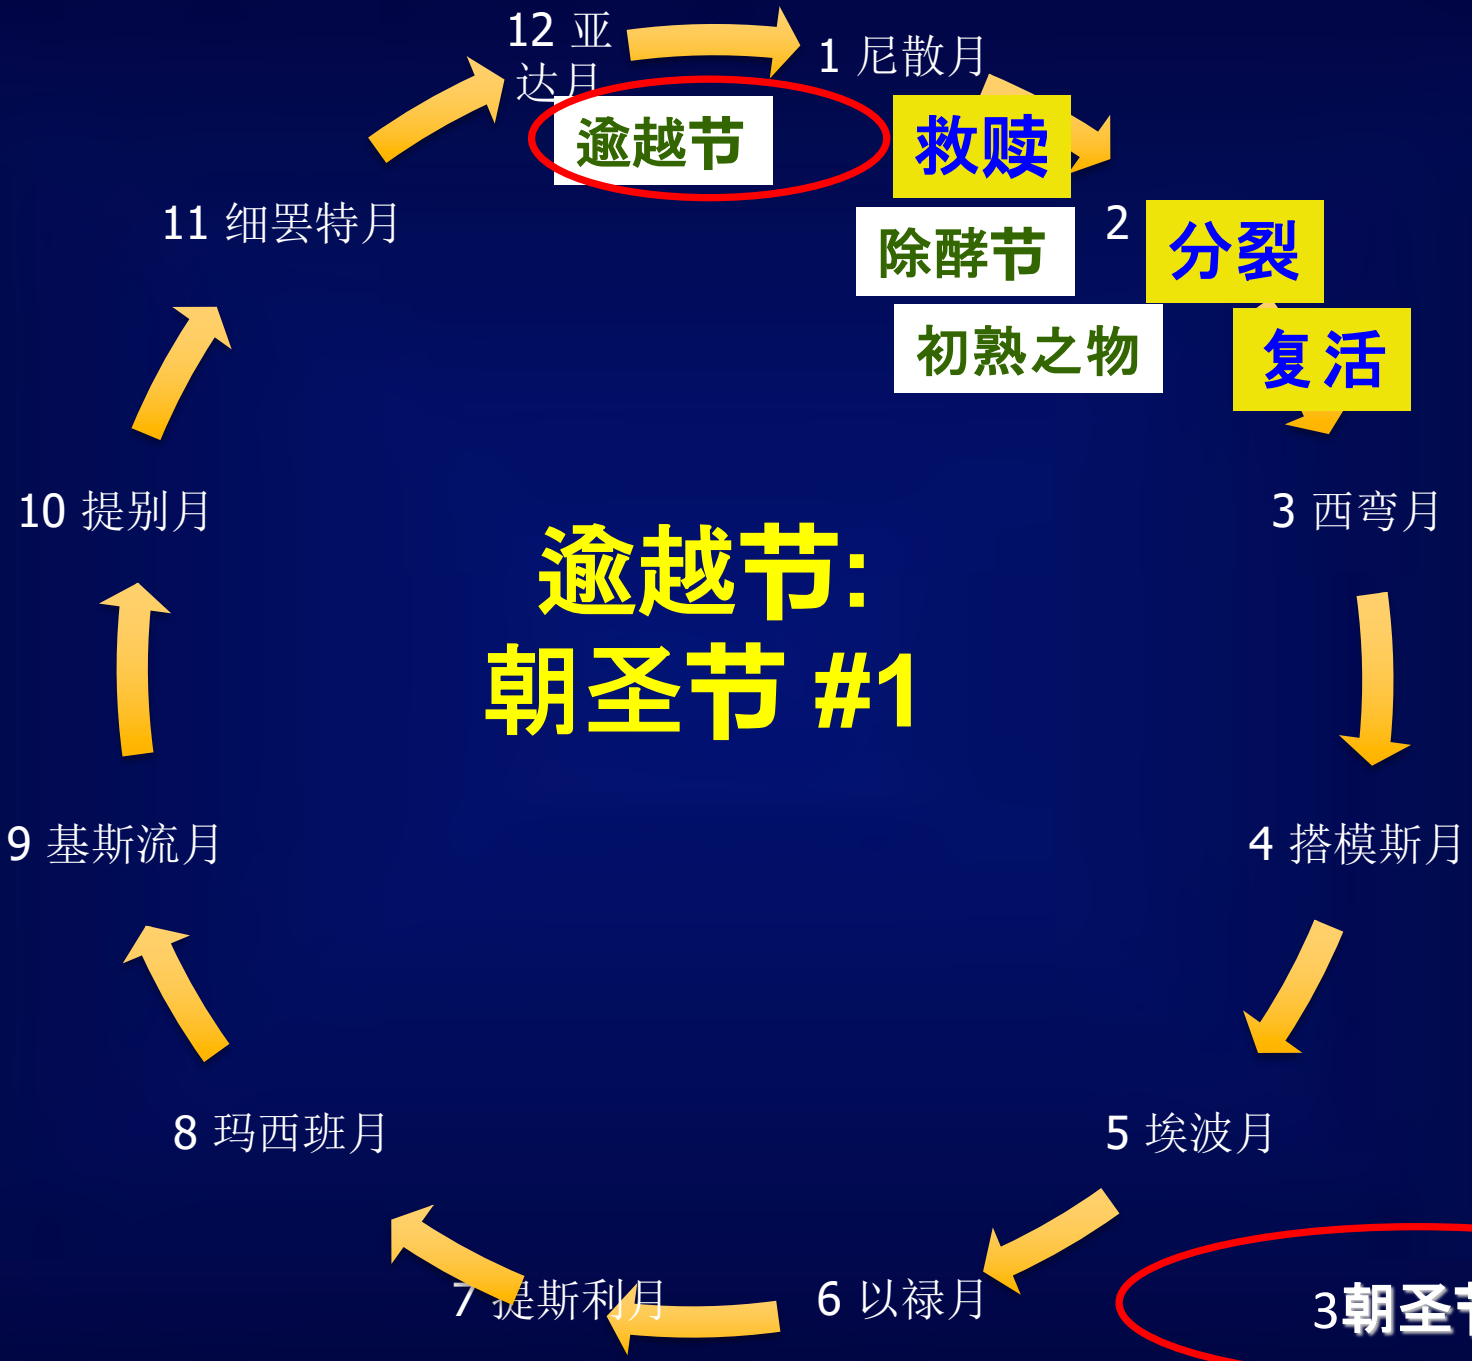 12 亚
达月
1 尼散月
逾越节
救赎
11 细罢特月
2
分裂
除酵节
初熟之物
复活
10 提别月
3 西弯月
逾越节:
朝圣节 #1
9 基斯流月
4 搭模斯月
8 玛西班月
5 埃波月
7 提斯利月
6 以禄月
3朝圣节